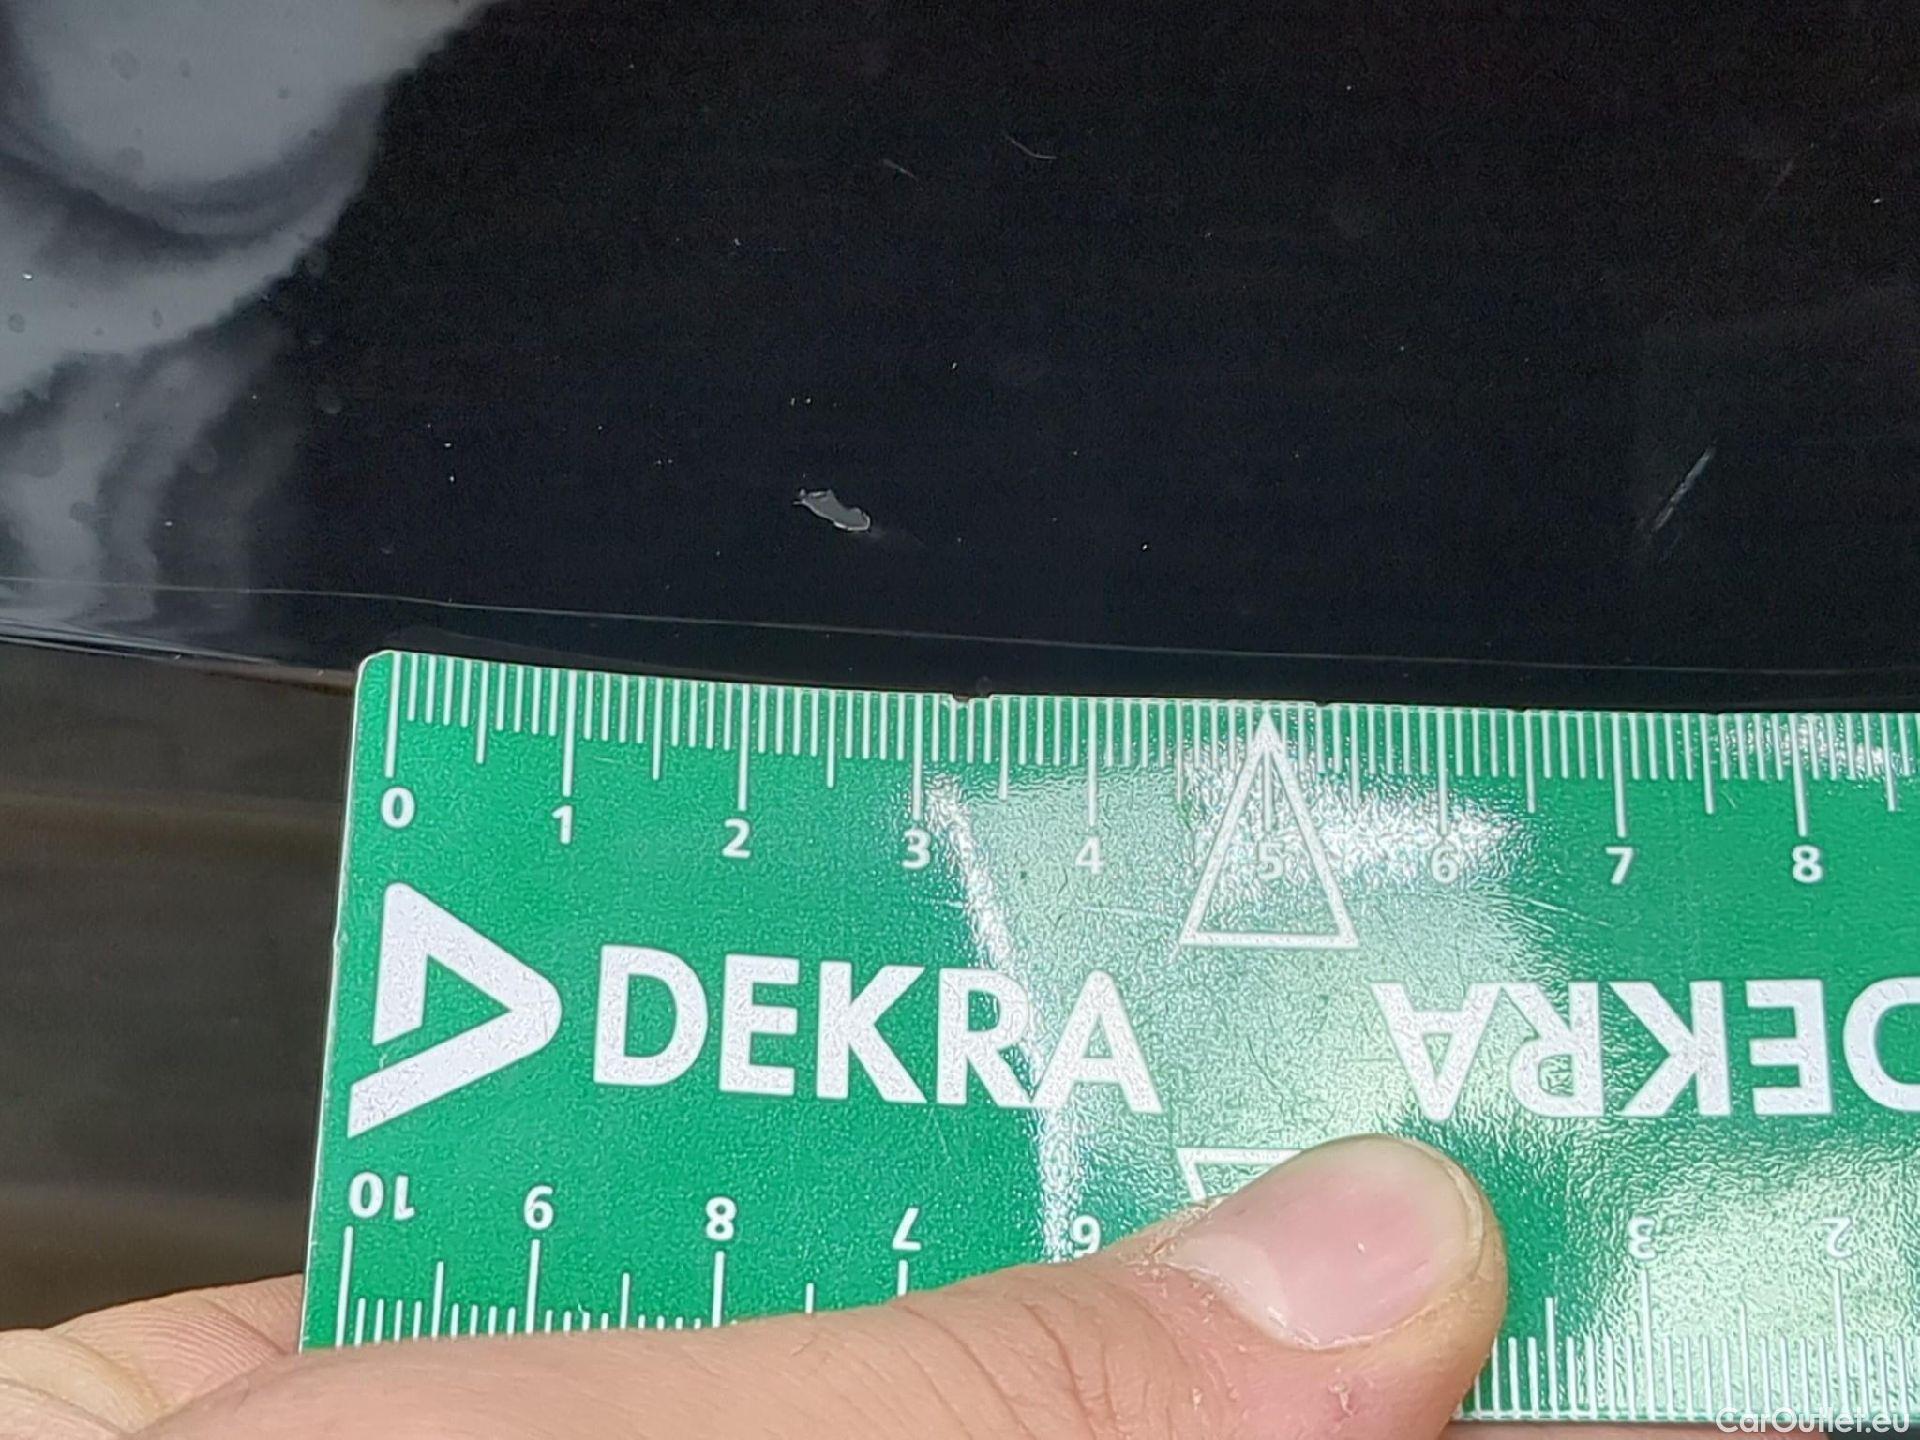 0 1 2 3 4 5 6 7 8
DEKRA DEKRA
10 9 8 7 6 3 2
CarOutlet.eu